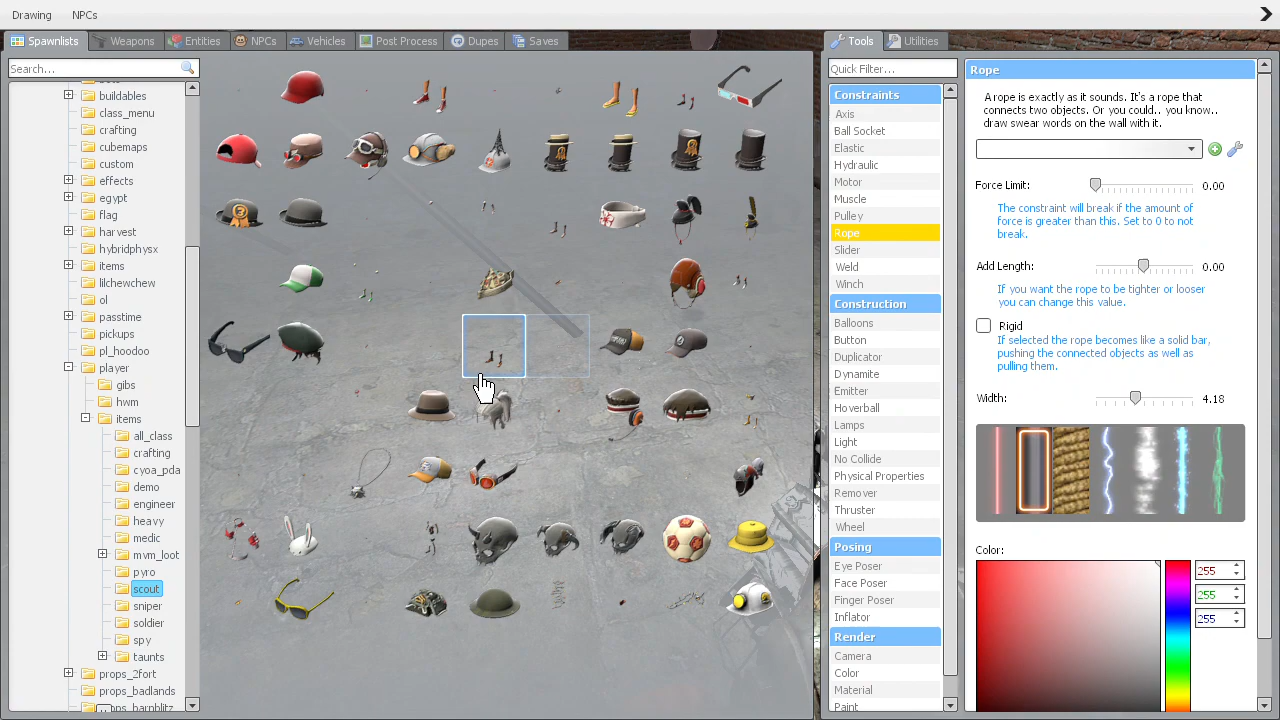 Drawing NPCs
Spawnlists Weapons Entities NPCs Vehicles Post Process Dupes Saves
Search...
buildables
class_menu
crafting
cubemaps
custom
effects
egypt
flag
harvest
hybridphysx
items
lilchewchew
ol
passtime
pickups
pl_hoodoo
player
gibs
hwm
items
all_class
crafting
cyoa_pda
demo
engineer
heavy
medic
mvm_loot
pyro
scout
sniper
soldier
spy
taunts
props_2fort
props_badlands
Tools Utilities
Quick Filter...
Constraints
Axis
Ball Socket
Elastic
Hydraulic
Motor
Muscle
Pulley
Rope
Slider
Weld
Winch
Construction
Balloons
Button
Duplicator
Dynamite
Emitter
Hoverball
Lamps
Light
No Collide
Physical Properties
Remover
Thruster
Wheel
Posing
Eye Poser
Face Poser
Finger Poser
Inflator
Render
Camera
Color
Material
Paint
Rope
A rope is exactly as it sounds. It's a rope that
connects two objects. Or you could.. you know..
draw swear words on the wall with it.
Force Limit: 0.00
The constraint will break if the amount of
force is greater than this. Set to 0 to not
break.
Add Length: 0.00
If you want the rope to be tighter or looser
you can change this value.
Rigid
If selected the rope becomes like a solid bar,
pushing the connected objects as well as
pulling them.
Width: 4.18
Color:
255
255
255